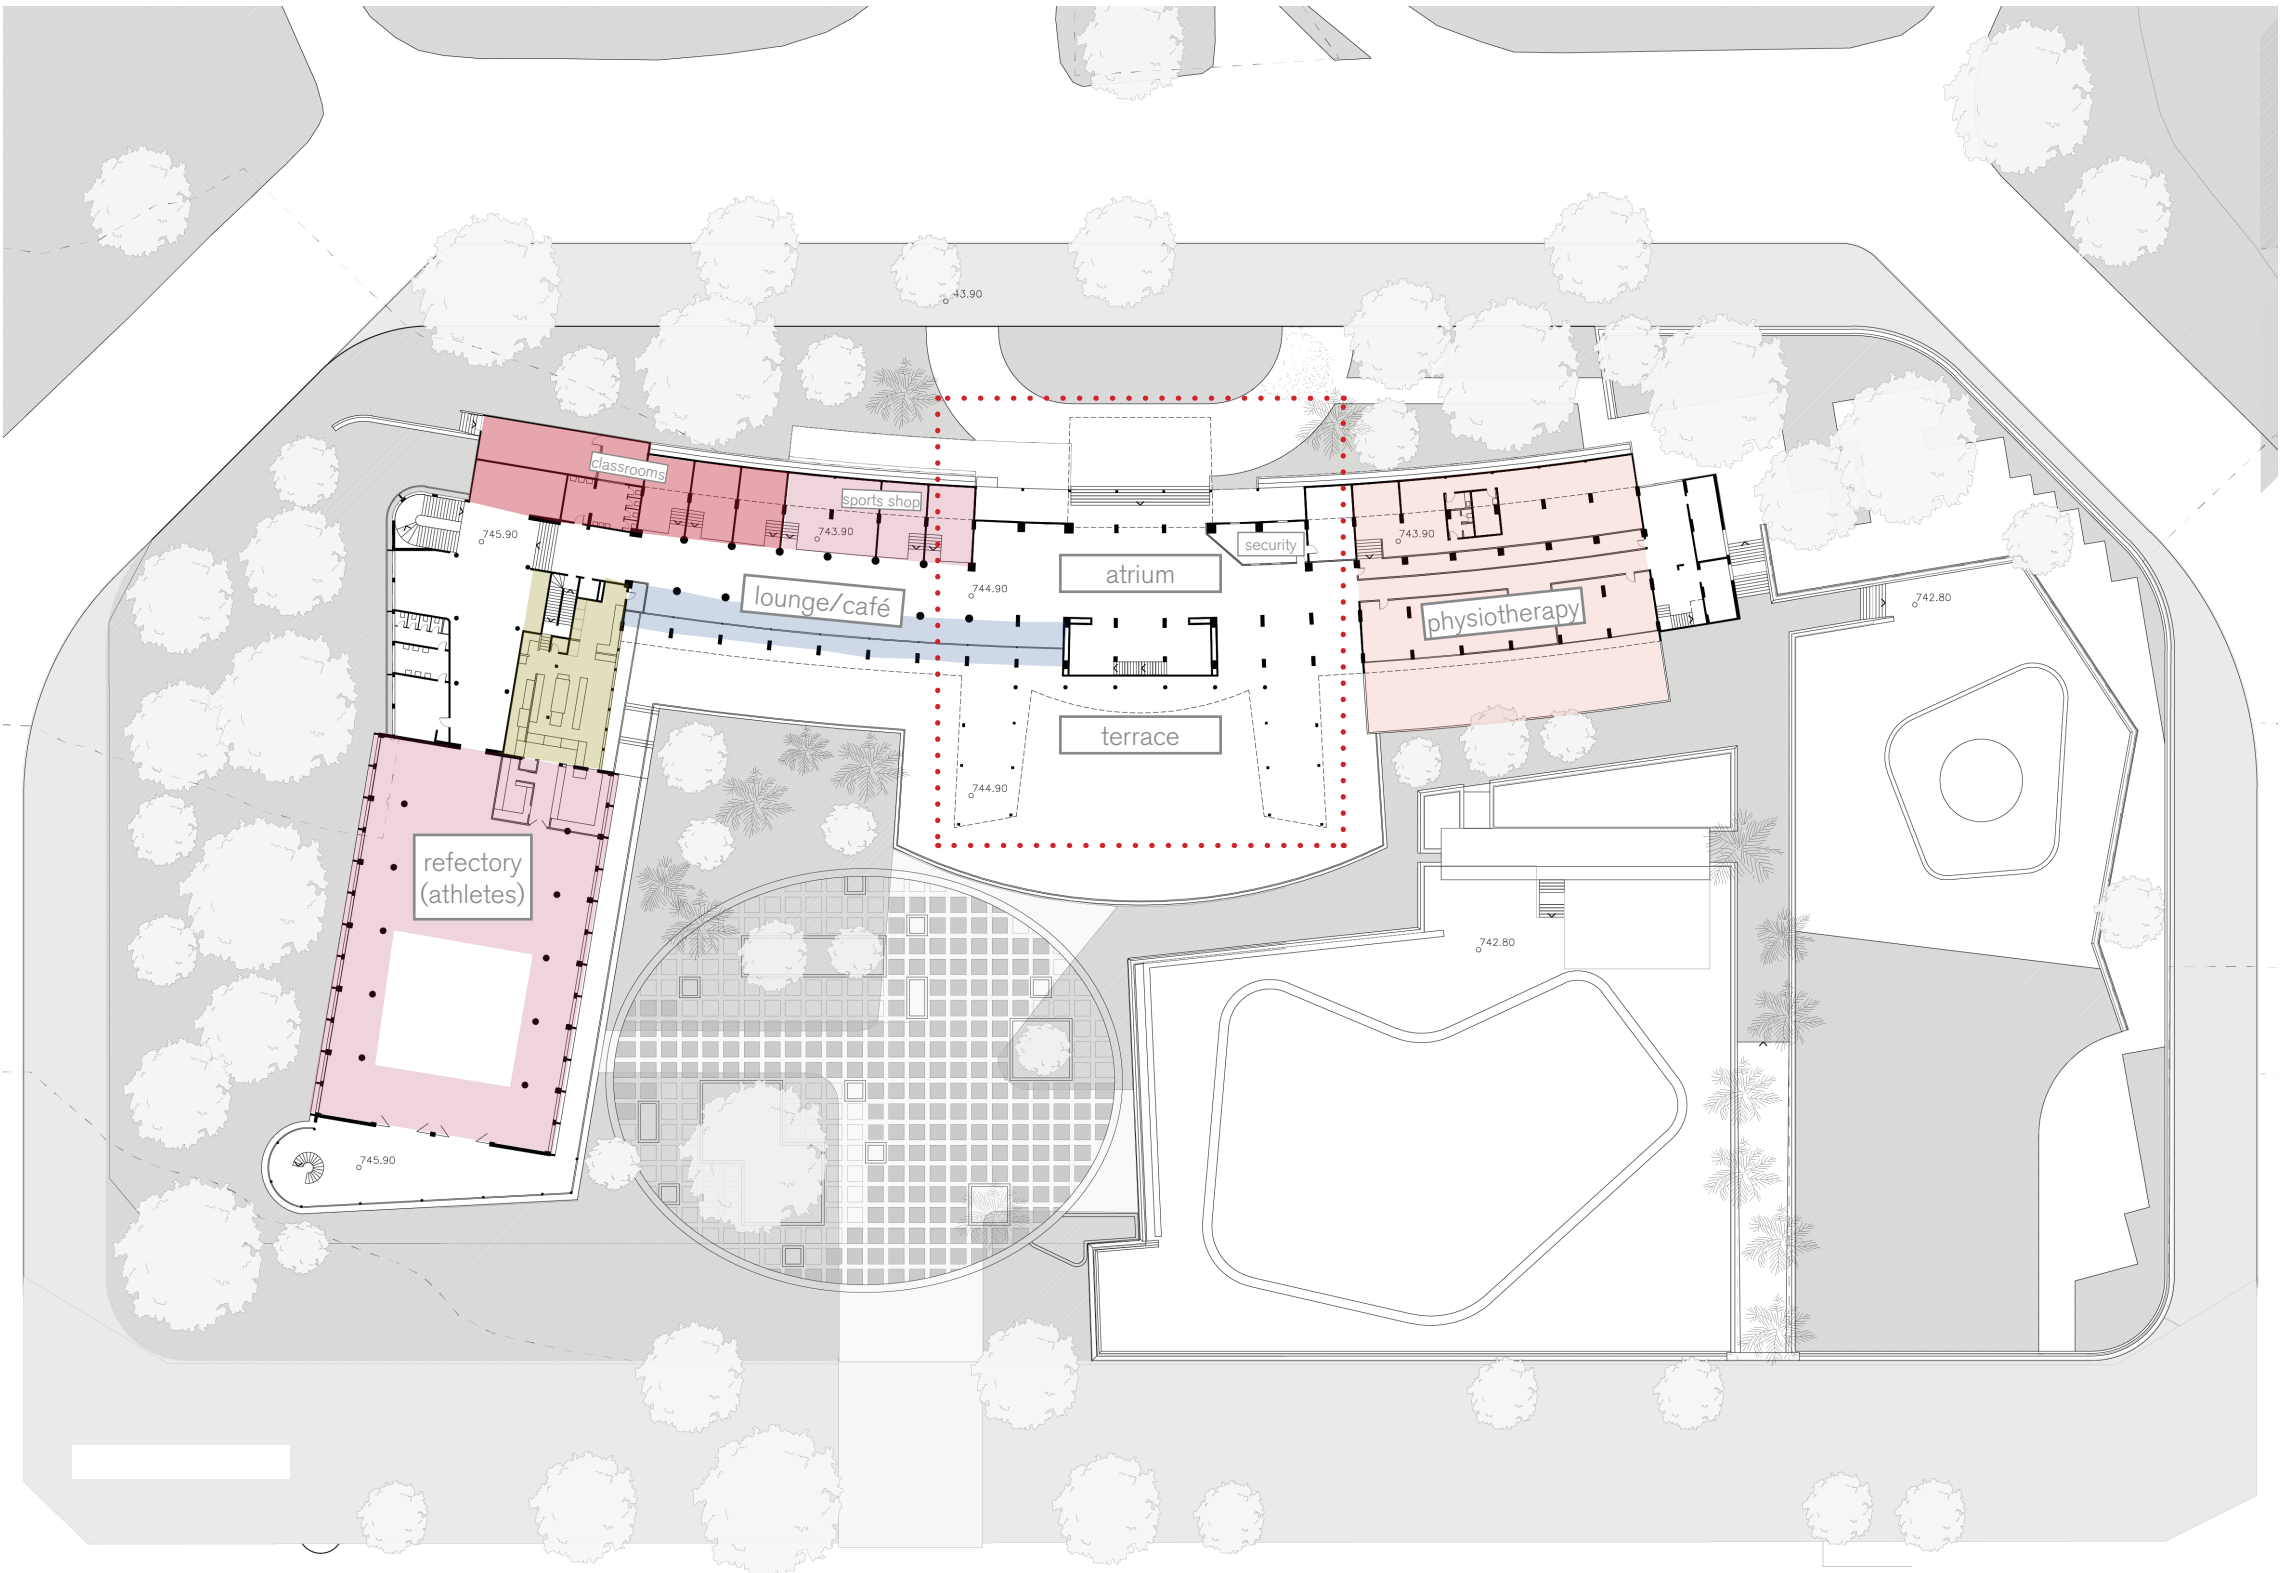 43.90
classrooms
sports shop
745.90
743.90
security
743.90
atrium
lounge/café
744.90
physiotherapy
742.80
terrace
744.90
refectory
(athletes)
742.80
745.90